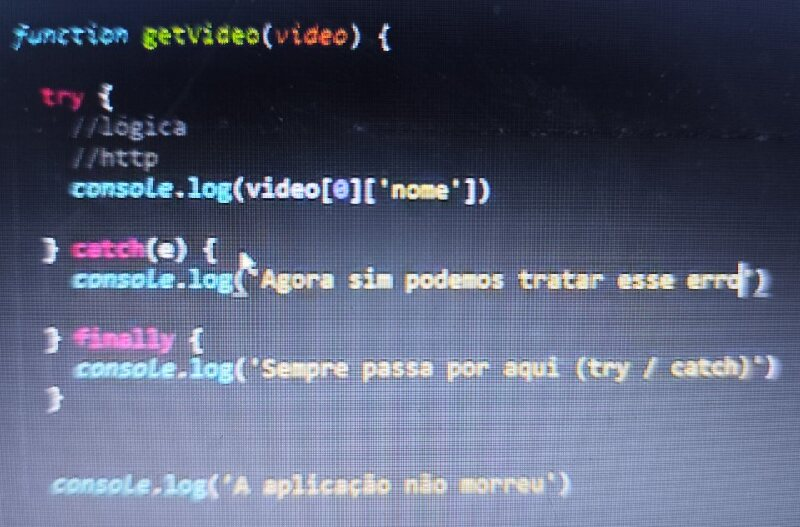 function getVideo(video) {
try {
//lógica
//http
console.log(video[0]['nome'])
} catch(e) {
console.log('Agora sim podemos tratar esse erro')
} finally {
console.log('Sempre passa por aqui (try / catch)')
}
console.log('A aplicação não morreu')